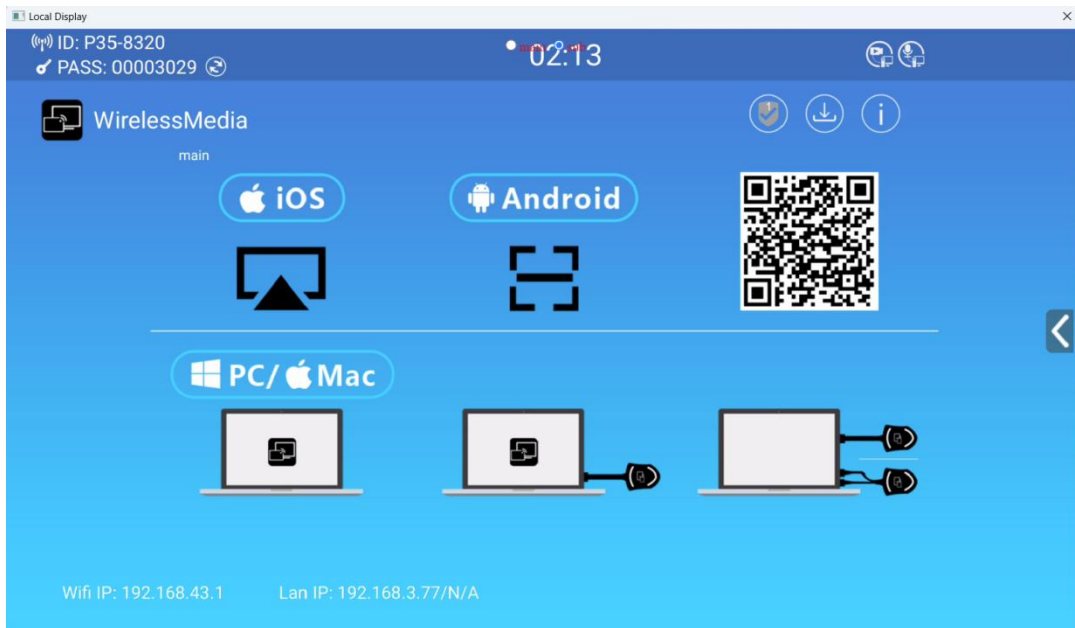 Local Display
ID: P35-8320
PASS: 00003029
02:13
WirelessMedia
main
iOS
Android
PC/ Mac
Wifi IP: 192.168.43.1
Lan IP: 192.168.3.77/N/A